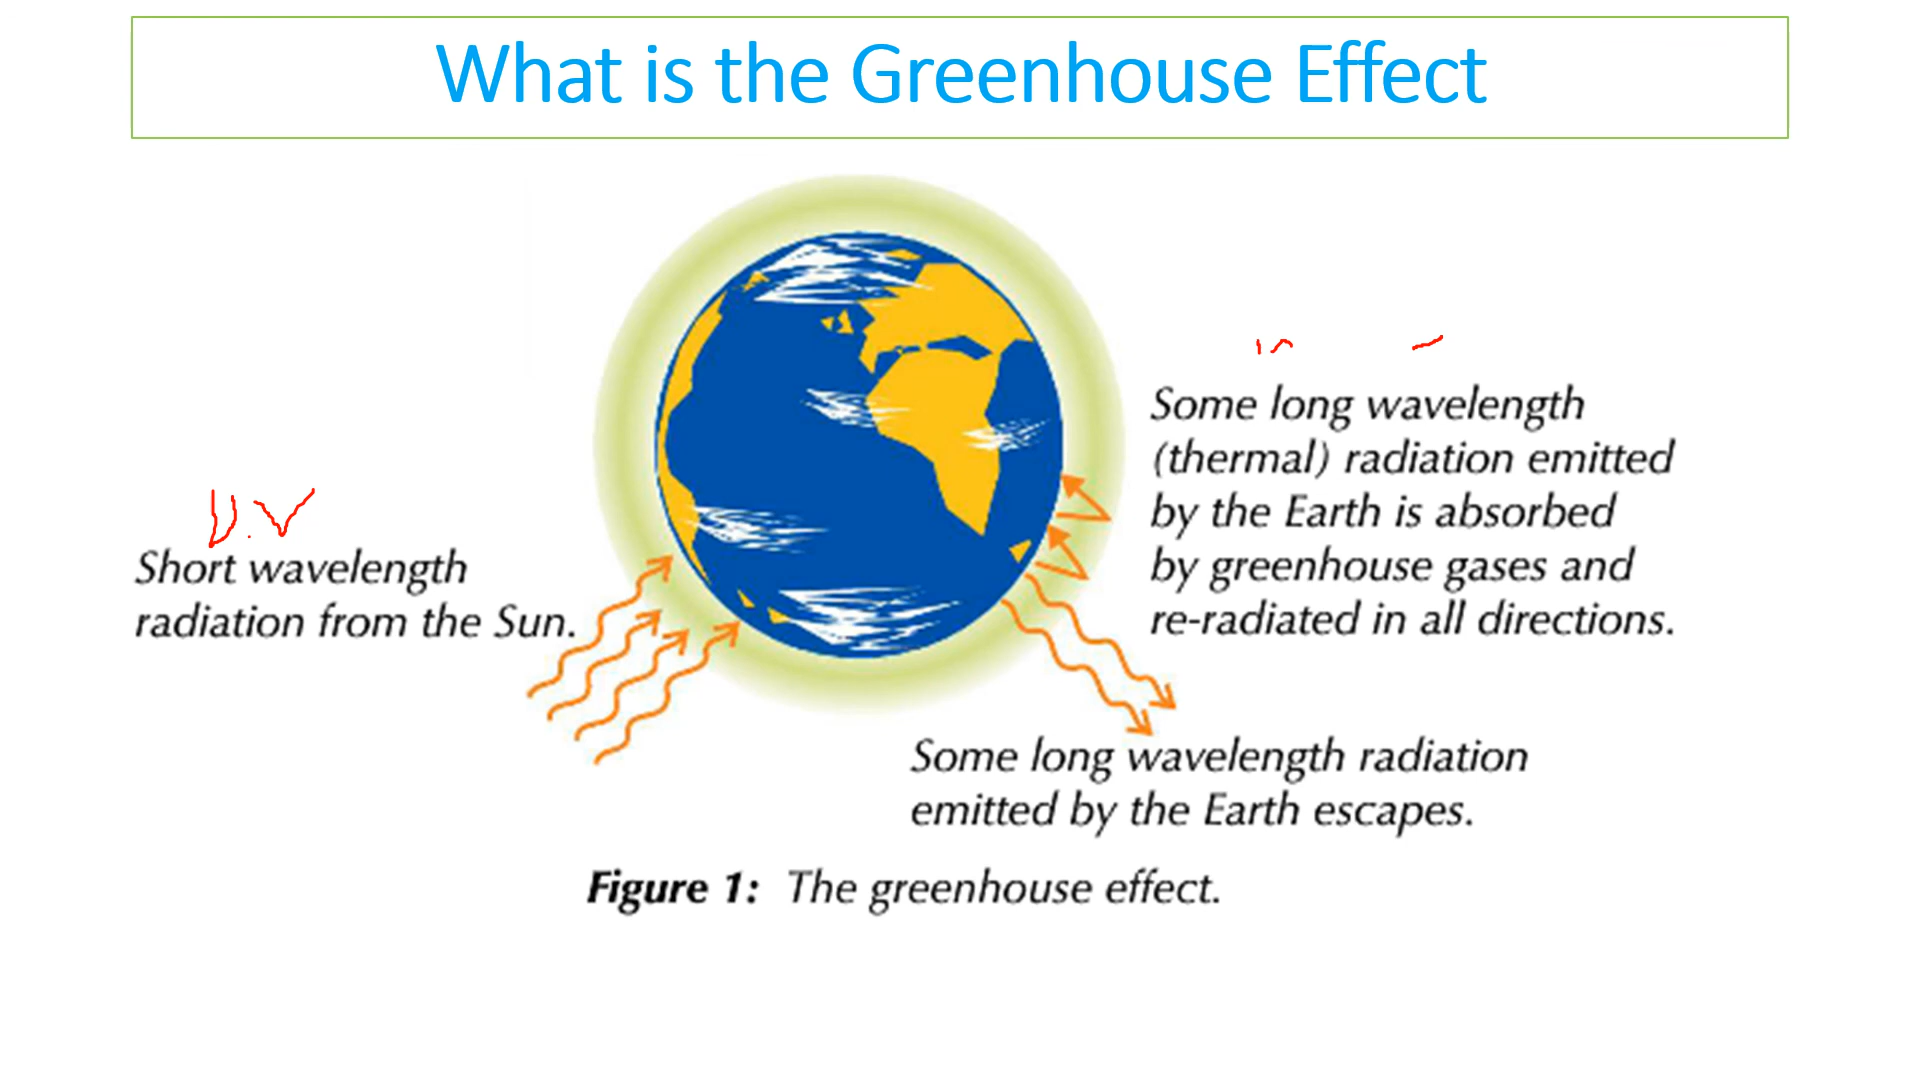 What is the Greenhouse Effect
U.V
Short wavelength
radiation from the Sun.
Some long wavelength
(thermal) radiation emitted
by the Earth is absorbed
by greenhouse gases and
re-radiated in all directions.
Some long wavelength radiation
emitted by the Earth escapes.
Figure 1: The greenhouse effect.